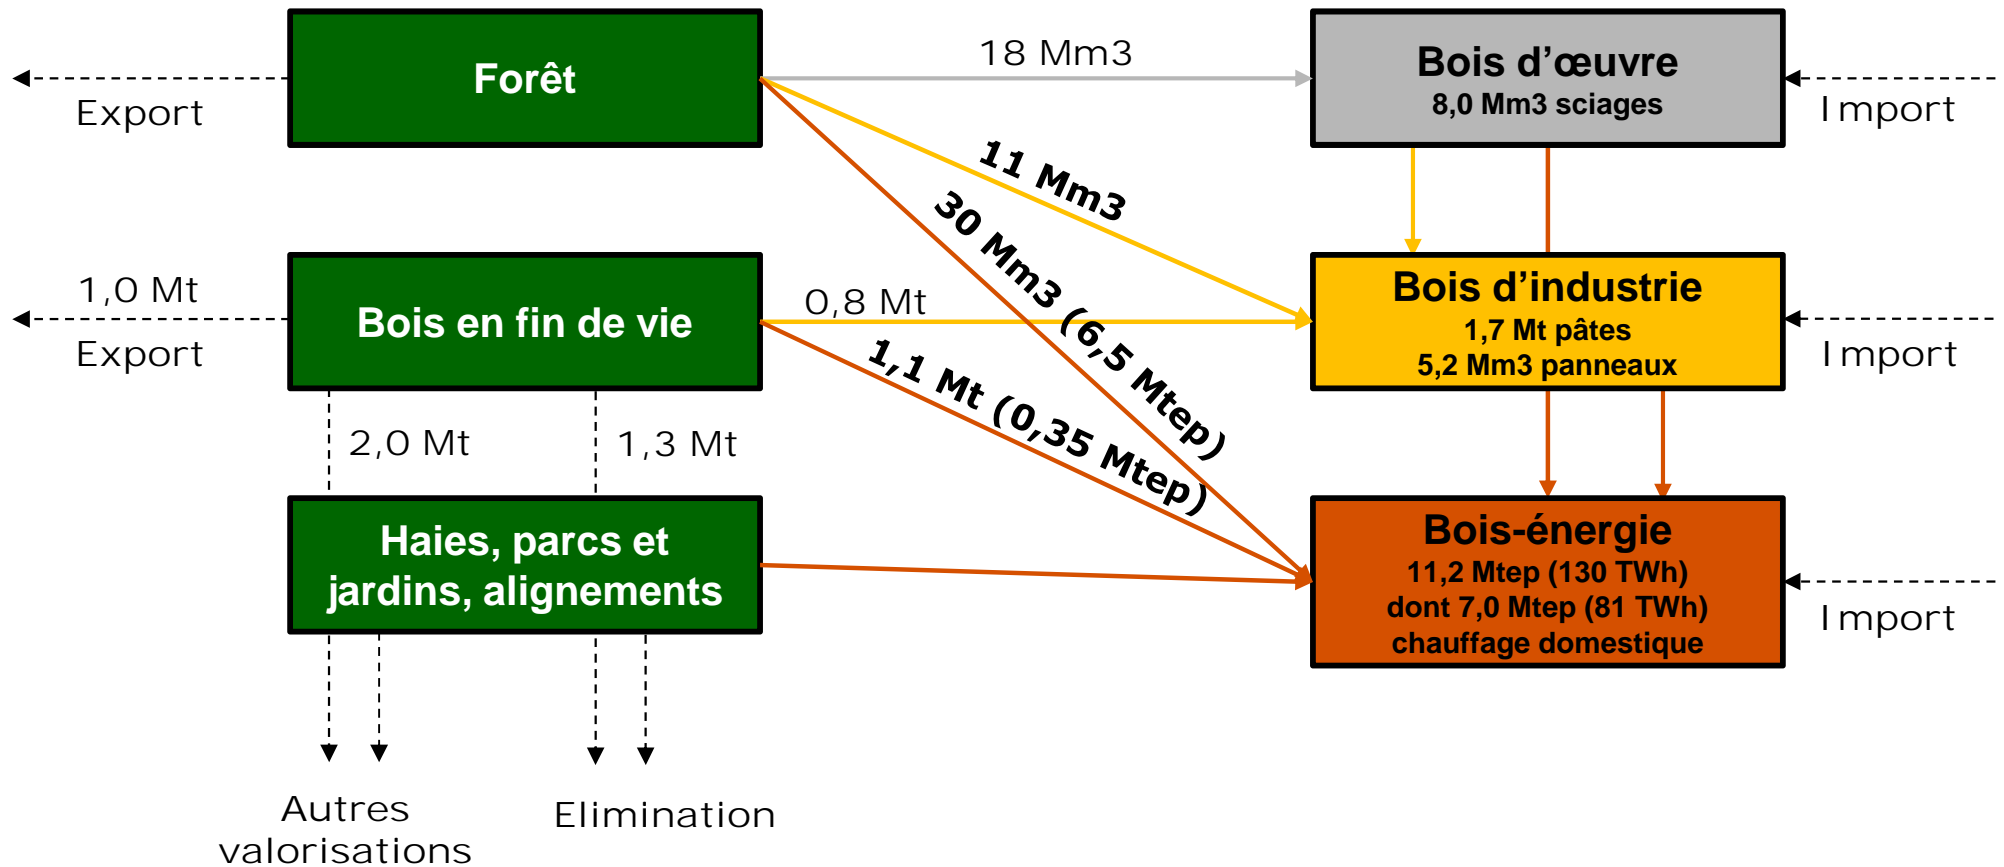 Forêt
18 Mm3
Bois d'œuvre
8,0 Mm3 sciages
Export
Import
11 Mm3
30 Mm3 (6,5 Mtep)
1,0 Mt
Export
Bois en fin de vie
0,8 Mt
Bois d'industrie
1,7 Mt pâtes
5,2 Mm3 panneaux
Import
1,1 Mt (0,35 Mtep)
2,0 Mt
1,3 Mt
Haies, parcs et
jardins, alignements
Bois-énergie
11,2 Mtep (130 TWh)
dont 7,0 Mtep (81 TWh)
chauffage domestique
Import
Autres
valorisations
Elimination